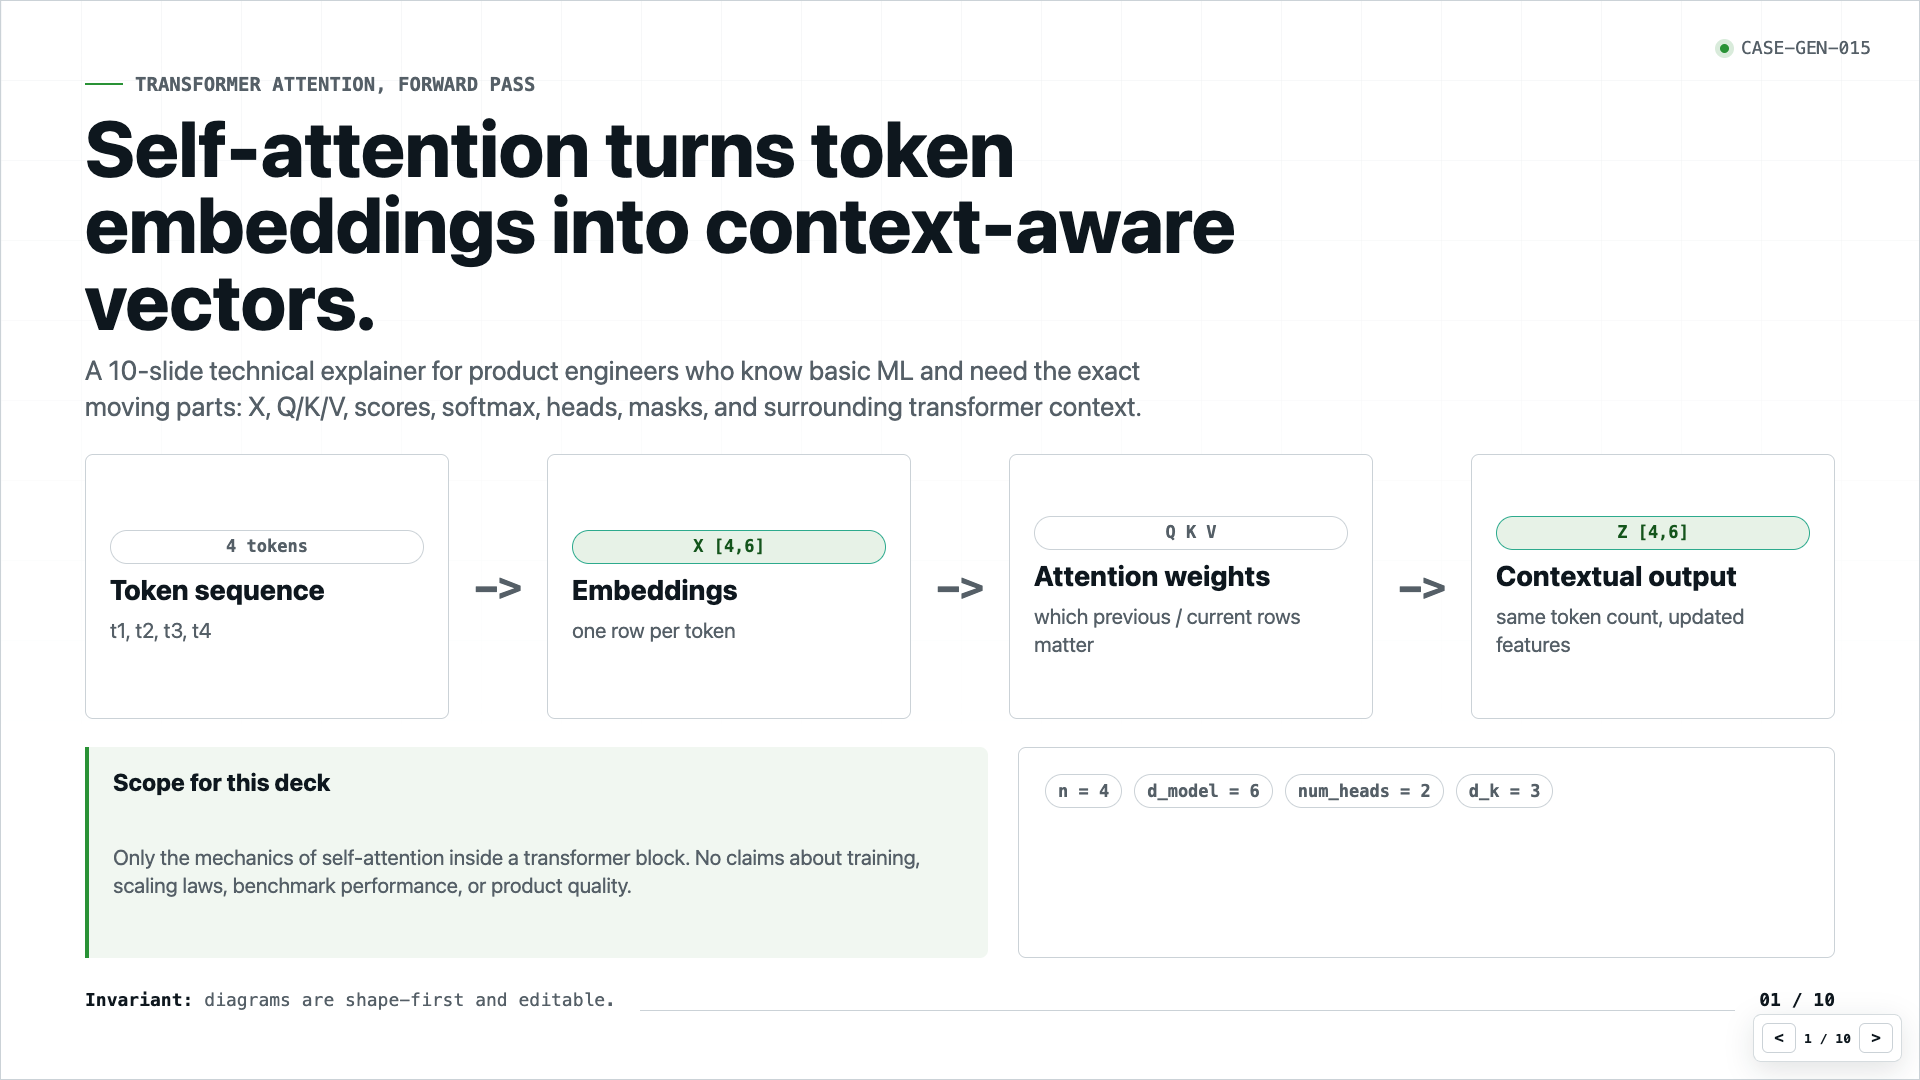 CASE-GEN-015
TRANSFORMER ATTENTION, FORWARD PASS
Self-attention turns token
embeddings into context-aware
vectors.
A 10-slide technical explainer for product engineers who know basic ML and need the exact
moving parts: X, Q/K/V, scores, softmax, heads, masks, and surrounding transformer context.
4 tokens
Token sequence
t1, t2, t3, t4
->
X [4,6]
Embeddings
one row per token
->
Q K V
Attention weights
which previous / current rows
matter
->
Z [4,6]
Contextual output
same token count, updated
features
Scope for this deck
Only the mechanics of self-attention inside a transformer block. No claims about training,
scaling laws, benchmark performance, or product quality.
n = 4
d_model = 6
num_heads = 2
d_k = 3
Invariant: diagrams are shape-first and editable.
01 / 10
< 1 / 10 >